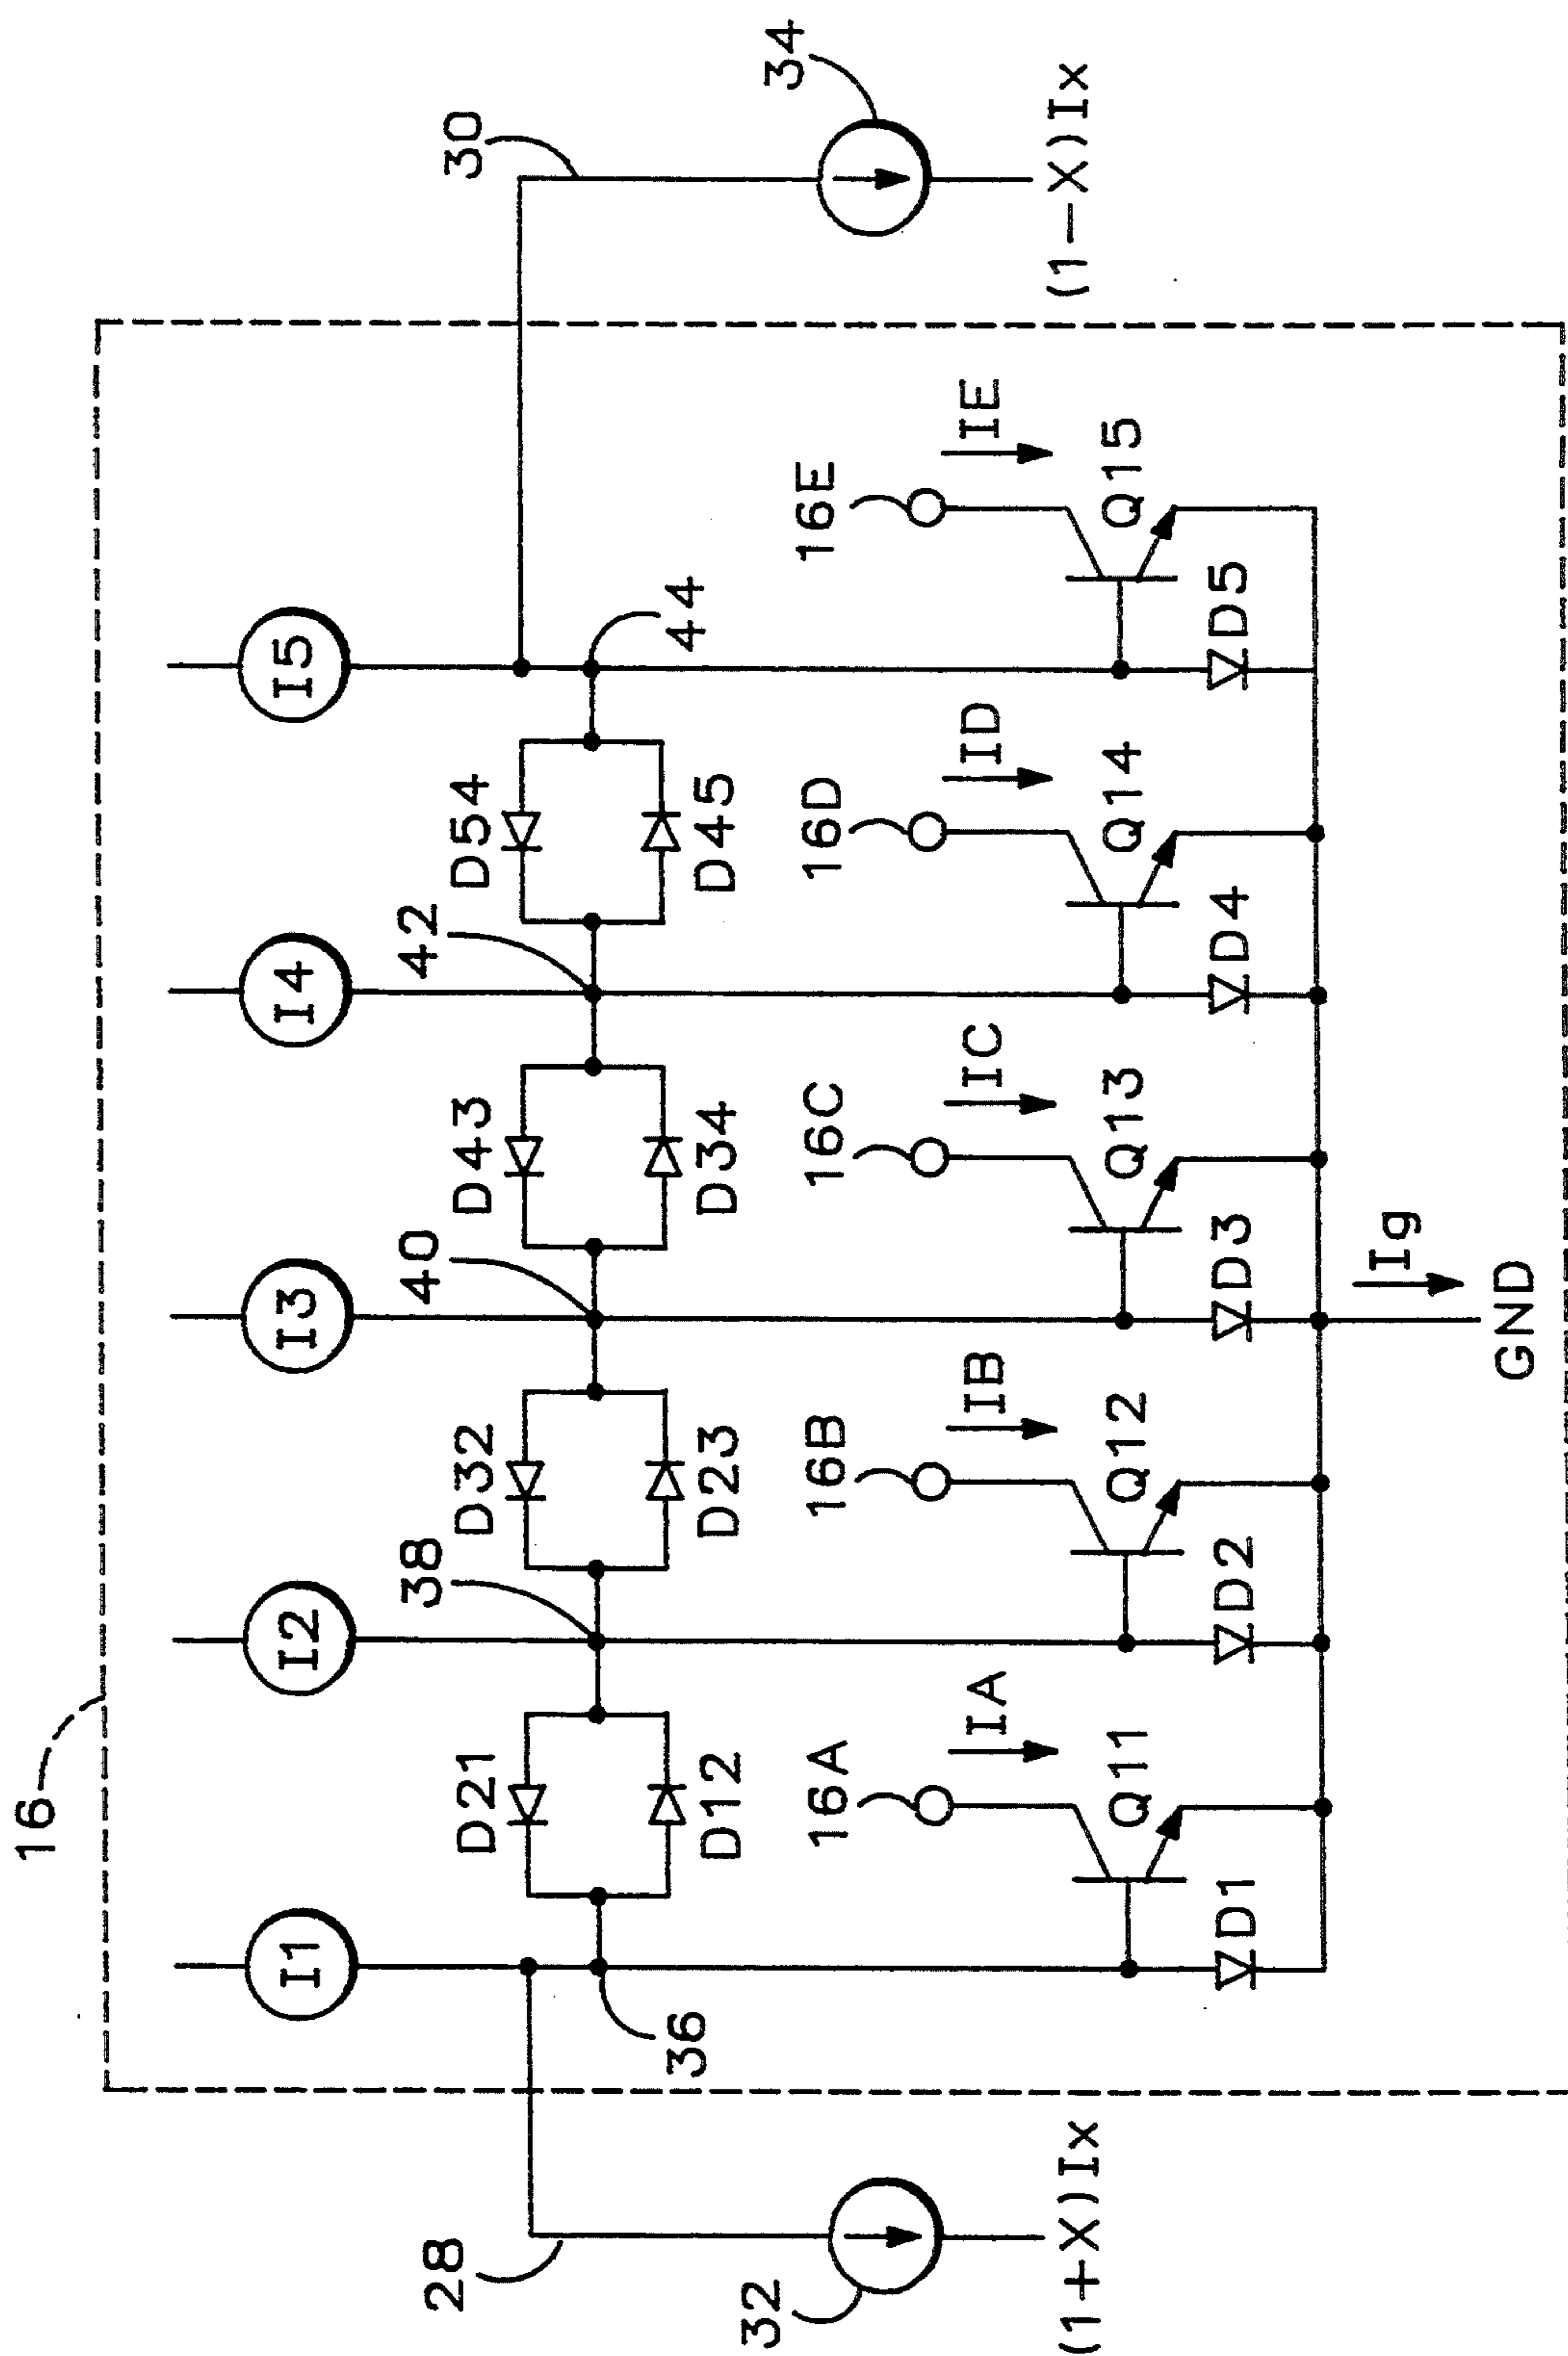 16
I1
I2
I3
I4
I5
28
30
32
34
(1+X)Ix
(1−X)Ix
36
38
40
42
44
D21
D32
D43
D54
D12
D23
D34
D45
16A
16B
16C
16D
16E
IA
IB
IC
ID
IE
Q11
Q12
Q13
Q14
Q15
D1
D2
D3
D4
D5
Ig
GND